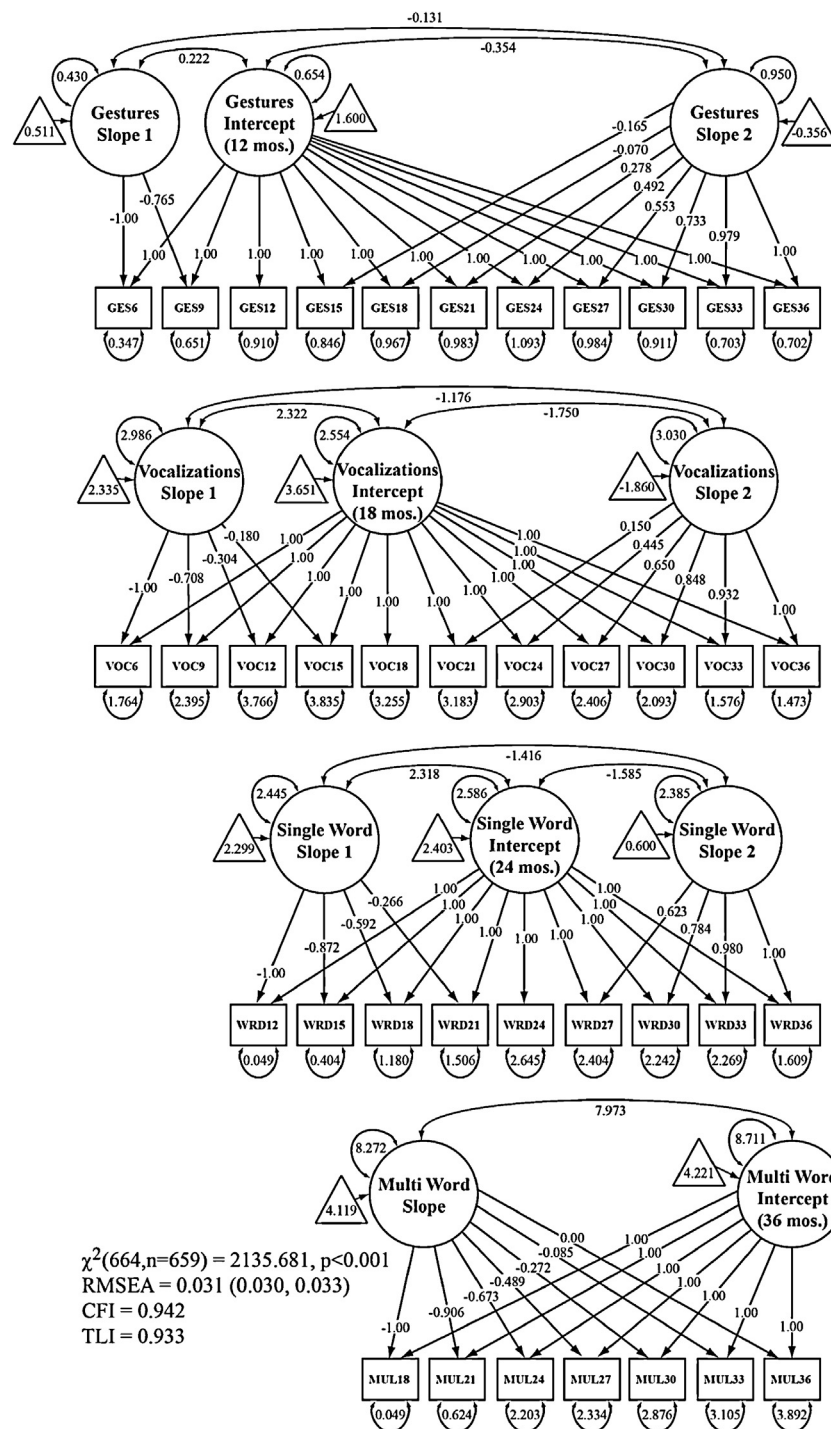 -0.131
0.222
-0.354
0.430
0.654
0.950
Gestures
Slope 1
Gestures
Intercept
(12 mos.)
Gestures
Slope 2
0.511
1.600
-0.356
-0.165
-0.070
0.278
0.492
0.553
0.733
0.979
1.00
-1.00
-0.765
1.00 1.00 1.00 1.00 1.00 1.00 1.00 1.00 1.00 1.00 1.00
GES6 GES9 GES12 GES15 GES18 GES21 GES24 GES27 GES30 GES33 GES36
0.347 0.651 0.910 0.846 0.967 0.983 1.093 0.984 0.911 0.703 0.702
-1.176
2.322
-1.750
2.986
2.554
3.030
Vocalizations
Slope 1
Vocalizations
Intercept
(18 mos.)
Vocalizations
Slope 2
2.335
3.651
-1.860
-1.00
-0.708
-0.304
-0.180
1.00 1.00 1.00 1.00 1.00 1.00 1.00 1.00 1.00 1.00 1.00
0.150
0.445
0.650
0.848
0.932
1.00
VOC6 VOC9 VOC12 VOC15 VOC18 VOC21 VOC24 VOC27 VOC30 VOC33 VOC36
1.764 2.395 3.766 3.835 3.255 3.183 2.903 2.406 2.093 1.576 1.473
-1.416
2.318
-1.585
2.445
2.586
2.385
Single Word
Slope 1
Single Word
Intercept
(24 mos.)
Single Word
Slope 2
2.299
2.403
0.600
-1.00
-0.872
-0.592
-0.266
1.00 1.00 1.00 1.00 1.00 1.00 1.00 1.00 1.00
0.623
0.784
0.980
1.00
WRD12 WRD15 WRD18 WRD21 WRD24 WRD27 WRD30 WRD33 WRD36
0.049 0.404 1.180 1.506 2.645 2.404 2.242 2.269 1.609
7.973
8.272
8.711
Multi Word
Slope
Multi Word
Intercept
(36 mos.)
4.119
4.221
-1.00
-0.906
-0.673
-0.489
-0.272
-0.085
0.00
1.00 1.00 1.00 1.00 1.00 1.00 1.00
χ²(664,n=659) = 2135.681, p<0.001
RMSEA = 0.031 (0.030, 0.033)
CFI = 0.942
TLI = 0.933
MUL18 MUL21 MUL24 MUL27 MUL30 MUL33 MUL36
0.049 0.624 2.203 2.334 2.876 3.105 3.892